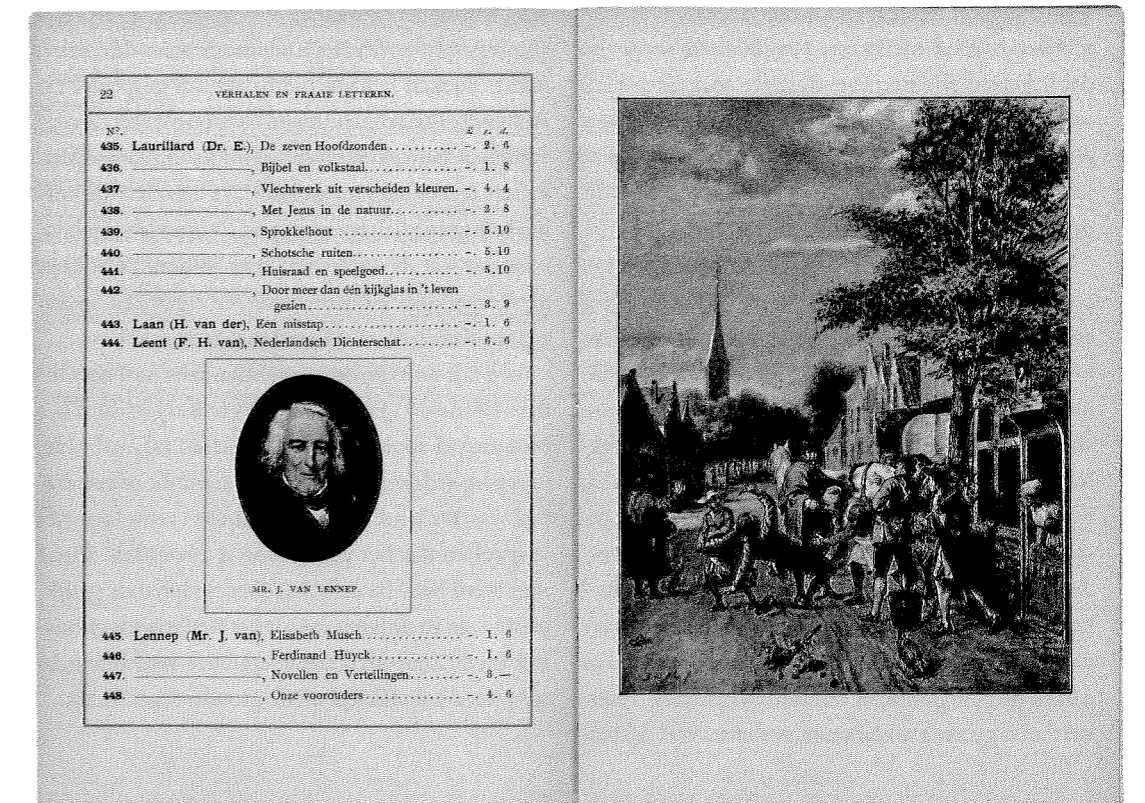 22 VERHALEN EN FRAAIE LETTEREN.
Nº. £ s. d.
435. Laurillard (Dr. E.), De zeven Hoofdzonden........... -. 2. 6
436. ————, Bijbel en volkstaal.............. -. 1. 8
437 ————, Vlechtwerk uit verscheiden kleuren. -. 4. 4
438. ————, Met Jezus in de natuur........... -. 2. 8
439. ————, Sprokkelhout .................. -. 5.10
440. ————, Schotsche ruiten................ -. 5.10
441. ————, Huisraad en speelgoed........... -. 5.10
442. ————, Door meer dan één kijkglas in 't leven
gezien...................... -. 3. 9
443. Laan (H. van der), Een misstap.................... -. 1. 6
444. Leent (F. H. van), Nederlandsch Dichterschat......... -. 6. 6
MR. J. VAN LENNEP
445. Lennep (Mr. J. van), Elisabeth Musch.............. -. 1. 6
446. ————, Ferdinand Huyck............. -. 1. 6
447. ————, Novellen en Vertellingen........ -. 3.—
448. ————, Onze voorouders.............. -. 4. 6